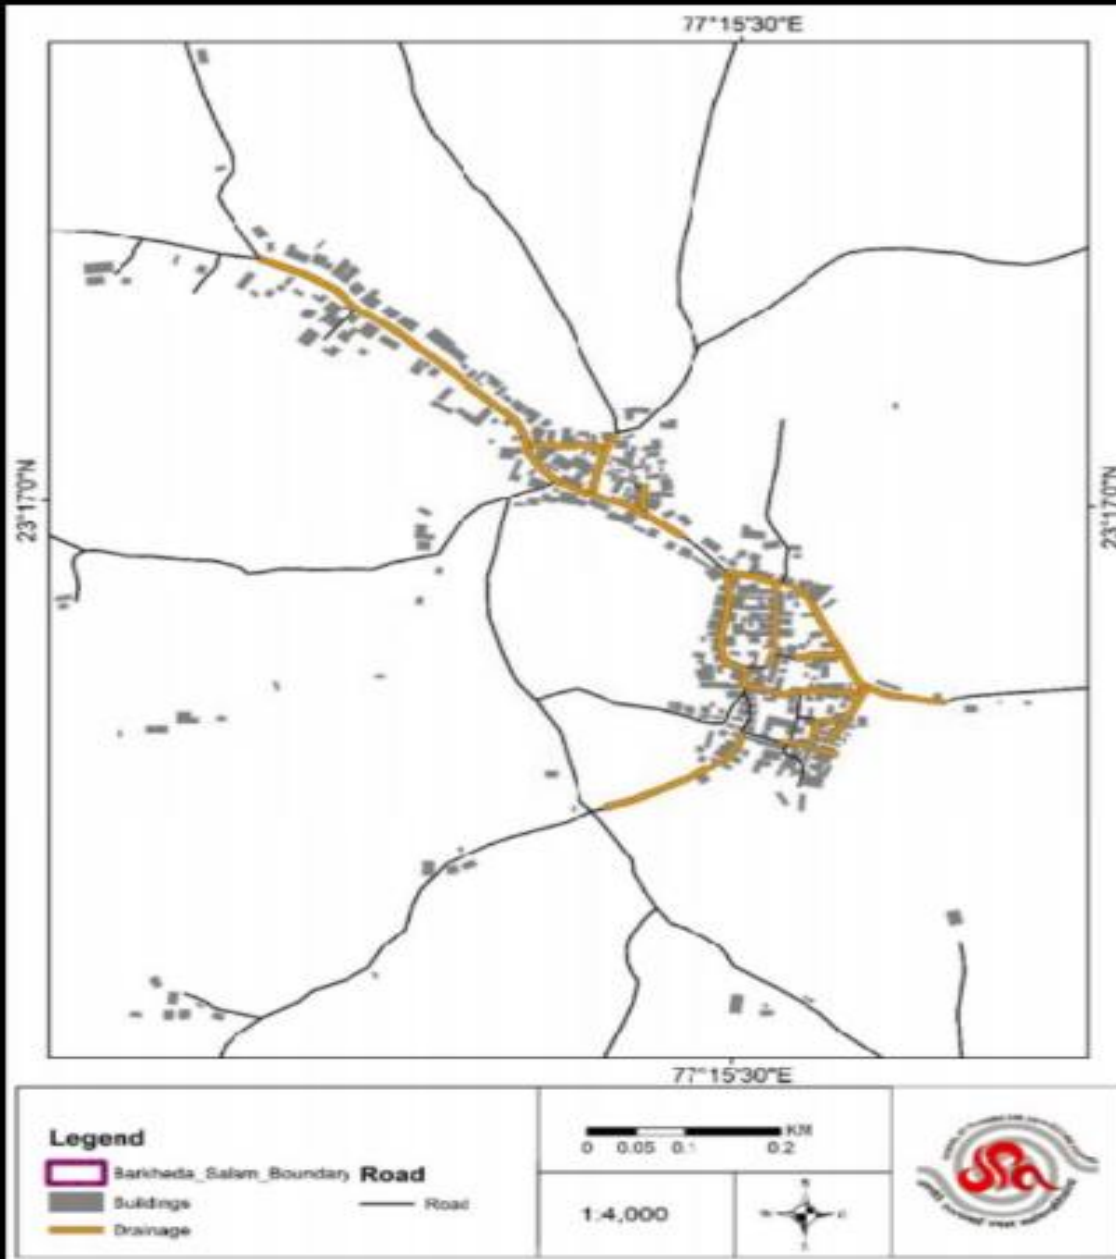 77°15'30"E
23°17'0"N
23°17'0"N
77°15'30"E
Legend
Barkheda_Salam_Boundary
Buildings
Drainage
Road
Road
KM
0 0.05 0.1 0.2
1:4,000